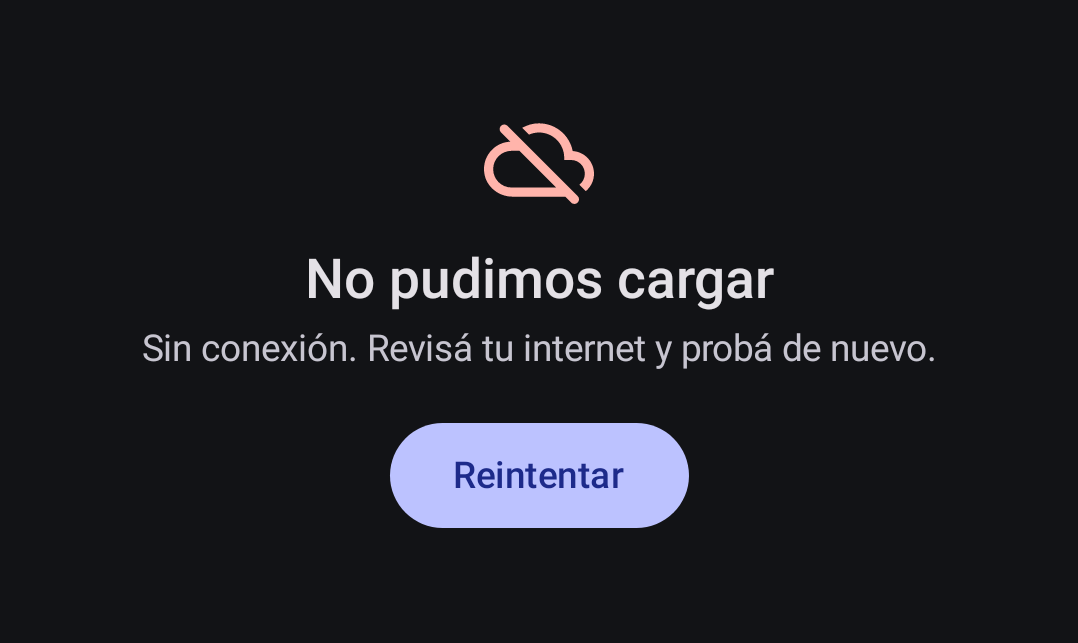 No pudimos cargar
Sin conexión. Revisá tu internet y probá de nuevo.
Reintentar